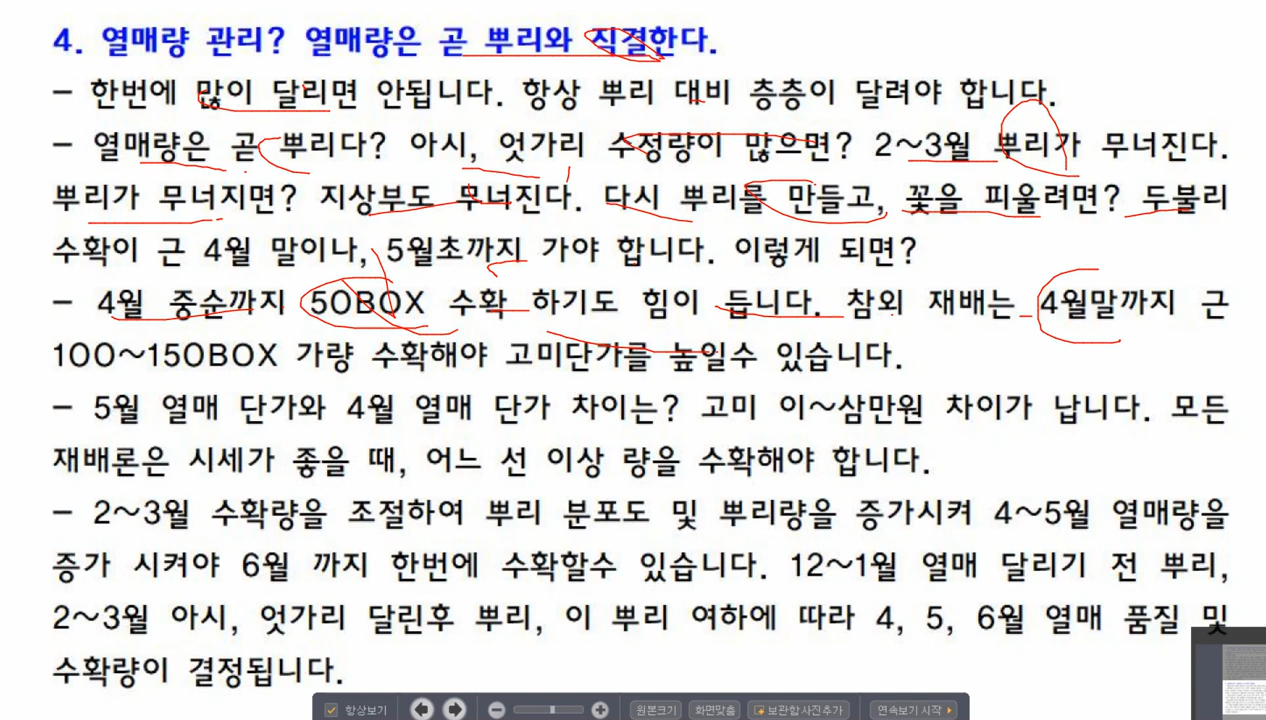 4. 열매량 관리? 열매량은 곧 뿌리와 직결한다.
- 한번에 많이 달리면 안됩니다. 항상 뿌리 대비 층층이 달려야 합니다.
- 열매량은 곧 뿌리다? 아시, 엇가리 수정량이 많으면? 2~3월 뿌리가 무너진다.
뿌리가 무너지면? 지상부도 무너진다. 다시 뿌리를 만들고, 꽃을 피울려면? 두불리
수확이 근 4월 말이나, 5월초까지 가야 합니다. 이렇게 되면?
- 4월 중순까지 50BOX 수확 하기도 힘이 듭니다. 참외 재배는 4월말까지 근
100~150BOX 가량 수확해야 고미단가를 높일수 있습니다.
- 5월 열매 단가와 4월 열매 단가 차이는? 고미 이~삼만원 차이가 납니다. 모든
재배론은 시세가 좋을 때, 어느 선 이상 량을 수확해야 합니다.
- 2~3월 수확량을 조절하여 뿌리 분포도 및 뿌리량을 증가시켜 4~5월 열매량을
증가 시켜야 6월 까지 한번에 수확할수 있습니다. 12~1월 열매 달리기 전 뿌리,
2~3월 아시, 엇가리 달린후 뿌리, 이 뿌리 여하에 따라 4, 5, 6월 열매 품질 및
수확량이 결정됩니다.
항상보기 원본크기 화면맞춤 보관함사진추가 연속보기 시작